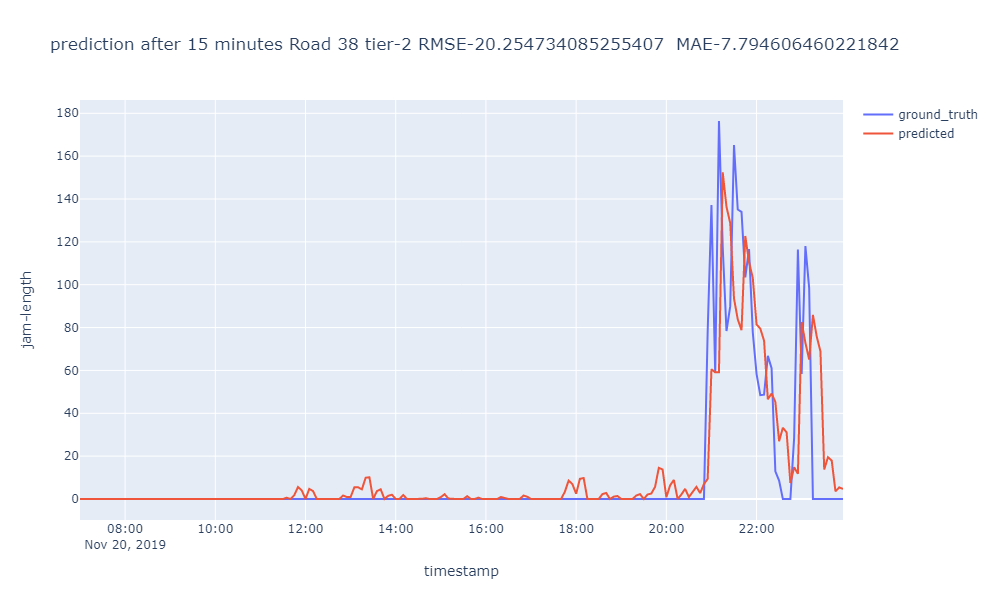 prediction after 15 minutes Road 38 tier-2 RMSE-20.254734085255407  MAE-7.794606460221842
ground_truth
predicted
180
160
140
120
100
80
60
40
20
0
jam-length
08:00 10:00 12:00 14:00 16:00 18:00 20:00 22:00
Nov 20, 2019
timestamp